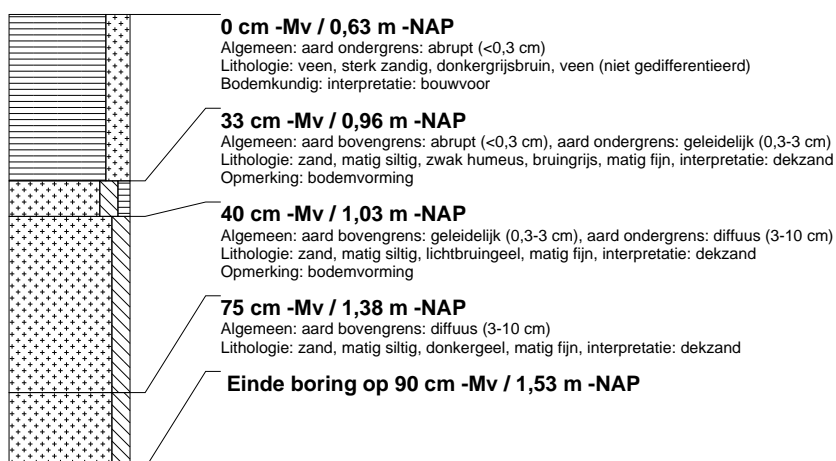 0 cm -Mv / 0,63 m -NAP
Algemeen: aard ondergrens: abrupt (<0,3 cm)
Lithologie: veen, sterk zandig, donkergrijsbruin, veen (niet gedifferentieerd)
Bodemkundig: interpretatie: bouwvoor
33 cm -Mv / 0,96 m -NAP
Algemeen: aard bovengrens: abrupt (<0,3 cm), aard ondergrens: geleidelijk (0,3-3 cm)
Lithologie: zand, matig siltig, zwak humeus, bruingrijs, matig fijn, interpretatie: dekzand
Opmerking: bodemvorming
40 cm -Mv / 1,03 m -NAP
Algemeen: aard bovengrens: geleidelijk (0,3-3 cm), aard ondergrens: diffuus (3-10 cm)
Lithologie: zand, matig siltig, lichtbruingeel, matig fijn, interpretatie: dekzand
Opmerking: bodemvorming
75 cm -Mv / 1,38 m -NAP
Algemeen: aard bovengrens: diffuus (3-10 cm)
Lithologie: zand, matig siltig, donkergeel, matig fijn, interpretatie: dekzand
Einde boring op 90 cm -Mv / 1,53 m -NAP